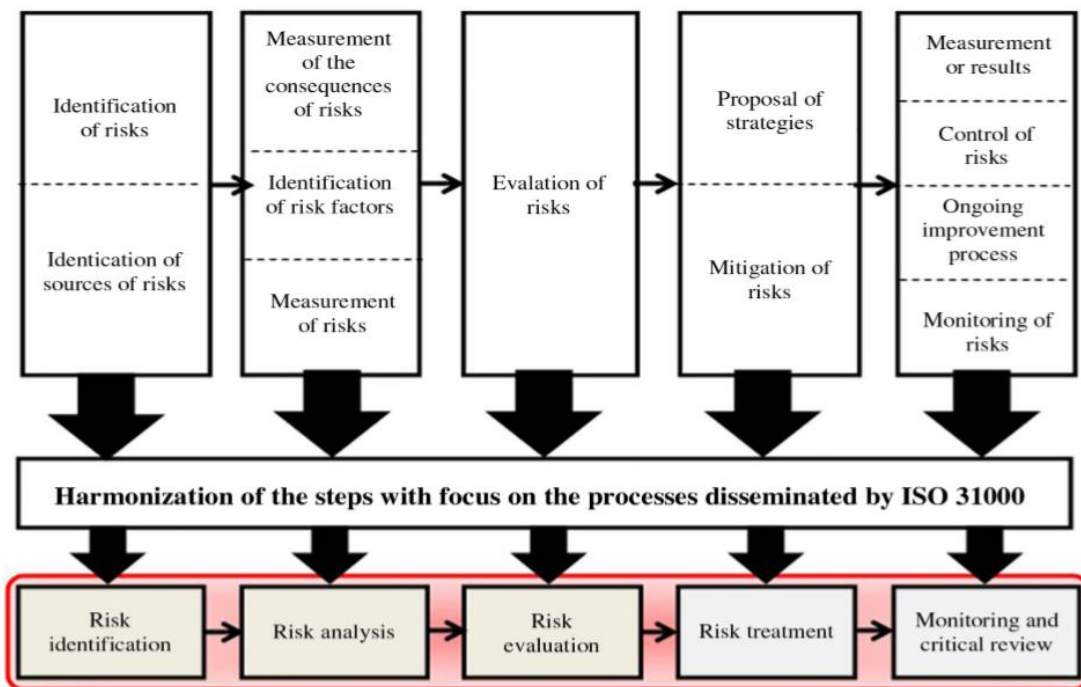 Identification
of risks
Identication of
sources of risks
Measurement
of the
consequences
of risks
Identification
of risk factors
Measurement
of risks
Evalation of
risks
Proposal of
strategies
Mitigation of
risks
Measurement
or results
Control of
risks
Ongoing
improvement
process
Monitoring of
risks
Harmonization of the steps with focus on the processes disseminated by ISO 31000
Risk
identification
Risk analysis
Risk
evaluation
Risk treatment
Monitoring and
critical review